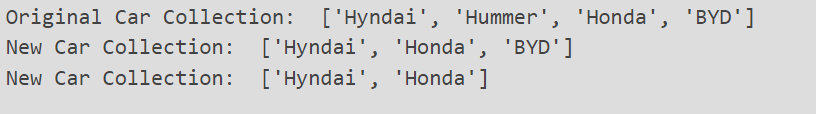 Original Car Collection:  ['Hyndai', 'Hummer', 'Honda', 'BYD']
New Car Collection:  ['Hyndai', 'Honda', 'BYD']
New Car Collection:  ['Hyndai', 'Honda']